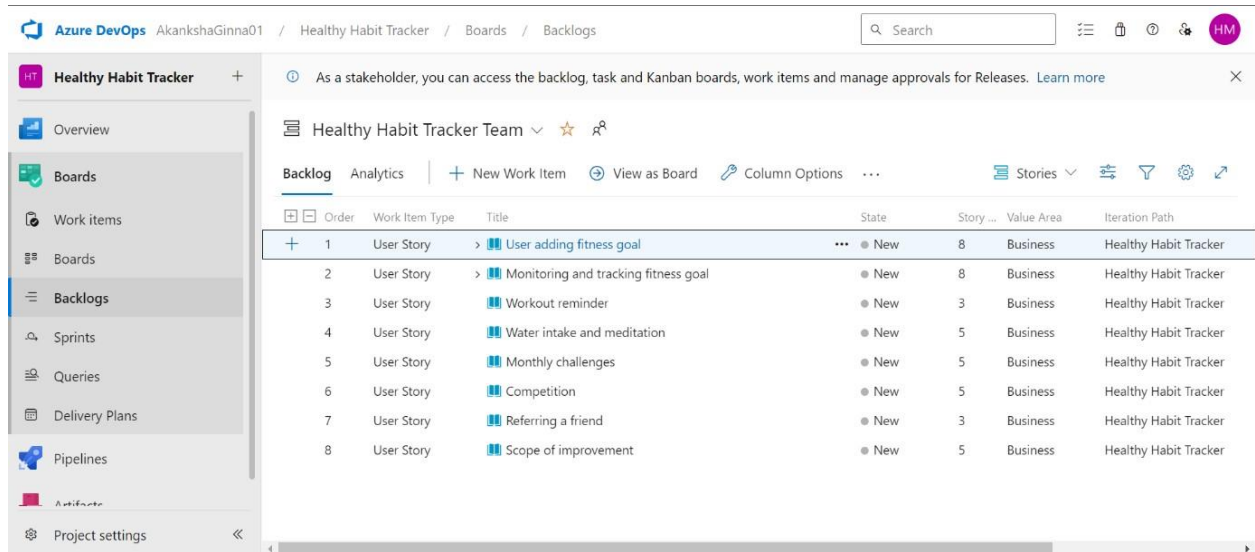 Azure DevOps AkankshaGinna01 / Healthy Habit Tracker / Boards / Backlogs Search HM
HT Healthy Habit Tracker +
As a stakeholder, you can access the backlog, task and Kanban boards, work items and manage approvals for Releases. Learn more
Overview
Boards
Work items
Boards
Backlogs
Sprints
Queries
Delivery Plans
Pipelines
Artifacts
Project settings
Healthy Habit Tracker Team
Backlog Analytics + New Work Item View as Board Column Options ... Stories
Order Work Item Type Title State Story ... Value Area Iteration Path
+ 1 User Story > User adding fitness goal ... New 8 Business Healthy Habit Tracker
2 User Story > Monitoring and tracking fitness goal New 8 Business Healthy Habit Tracker
3 User Story Workout reminder New 3 Business Healthy Habit Tracker
4 User Story Water intake and meditation New 5 Business Healthy Habit Tracker
5 User Story Monthly challenges New 5 Business Healthy Habit Tracker
6 User Story Competition New 5 Business Healthy Habit Tracker
7 User Story Referring a friend New 3 Business Healthy Habit Tracker
8 User Story Scope of improvement New 5 Business Healthy Habit Tracker